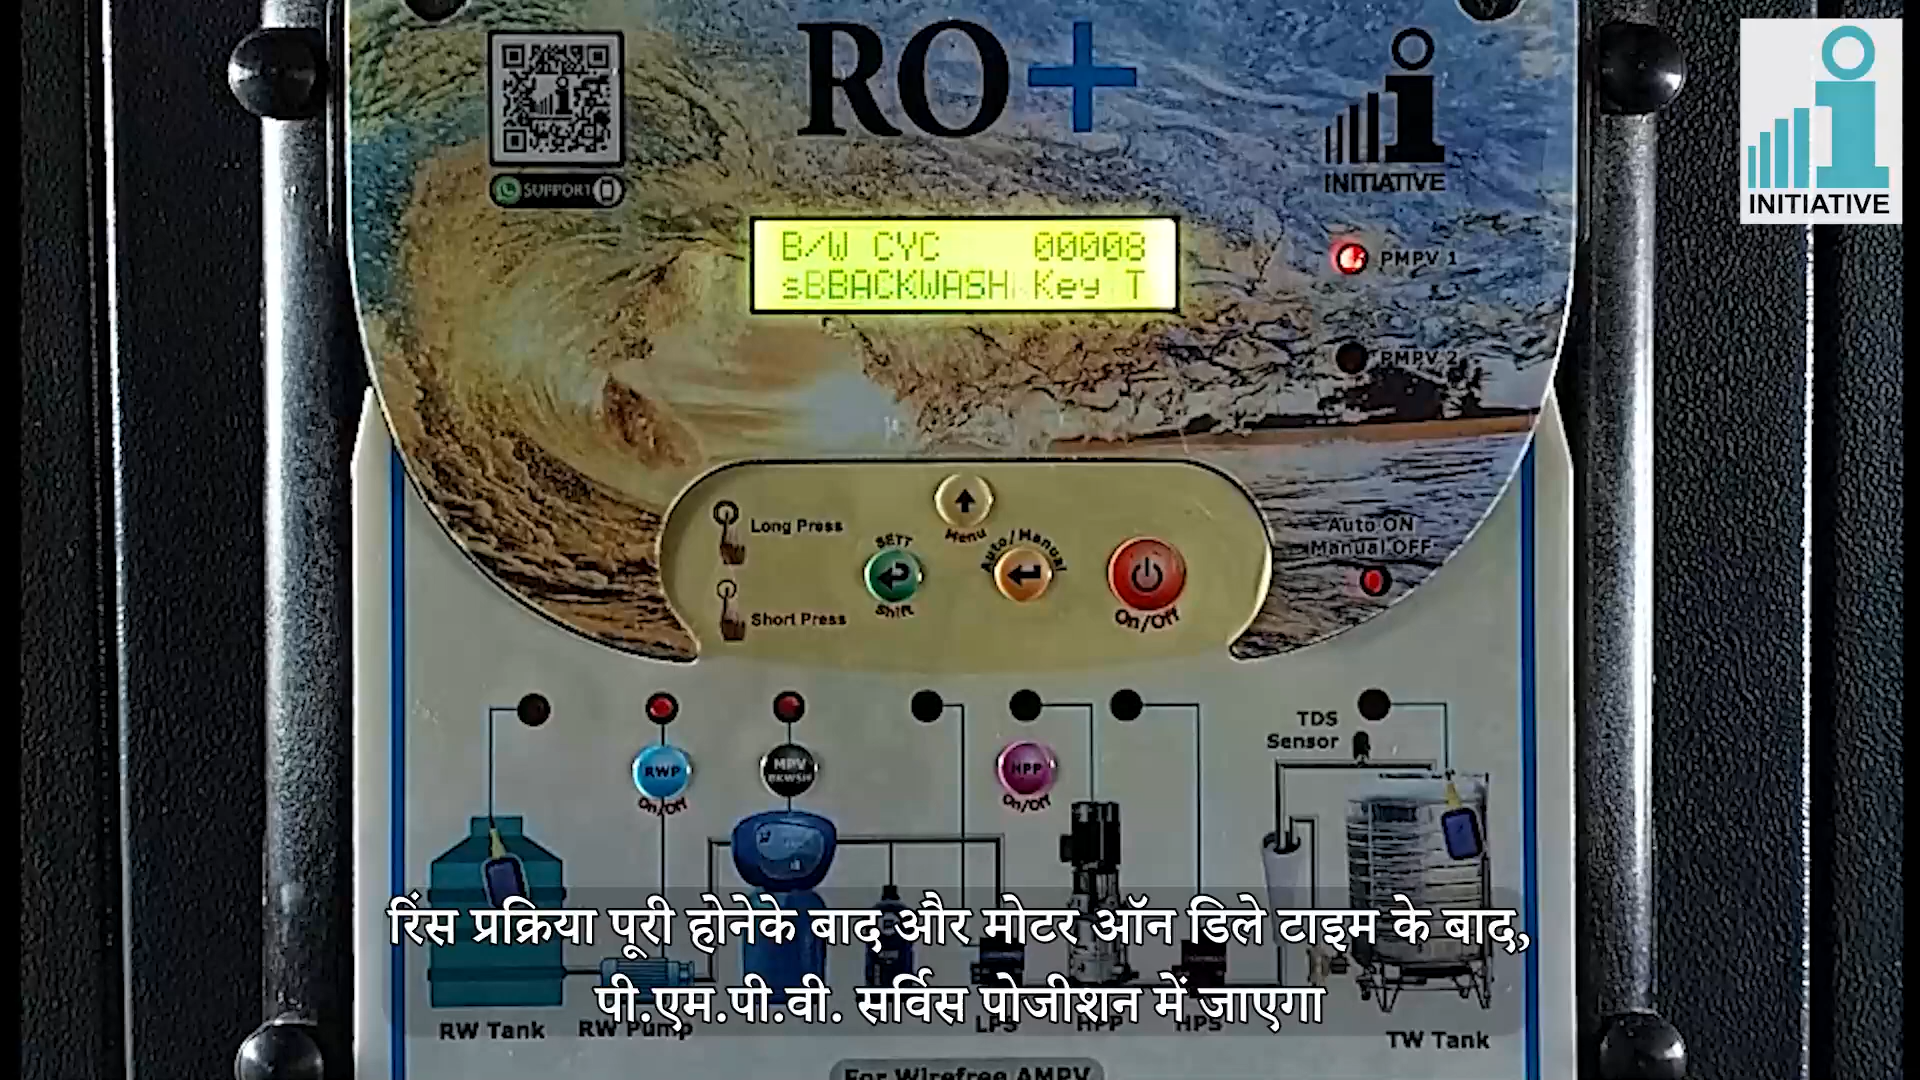 RO+
INITIATIVE
INITIATIVE
SUPPORT
B/W CYC 00008
PMPV 1
PMPV 2
Long Press
Short Press
Menu
SETT
Shift
Auto/Manual
On/Off
Auto ON
Manual OFF
TDS
Sensor
RWP
On/Off
MPV
BKWSH
HPP
On/Off
रिंस प्रक्रिया पूरी होनेके बाद और मोटर ऑन डिले टाइम के बाद,
पी.एम.पी.वी. सर्विस पोजीशन में जाएगा
RW Tank
RW Pump
LPS
HPP
HPS
TW Tank
For Wirefree AMPV